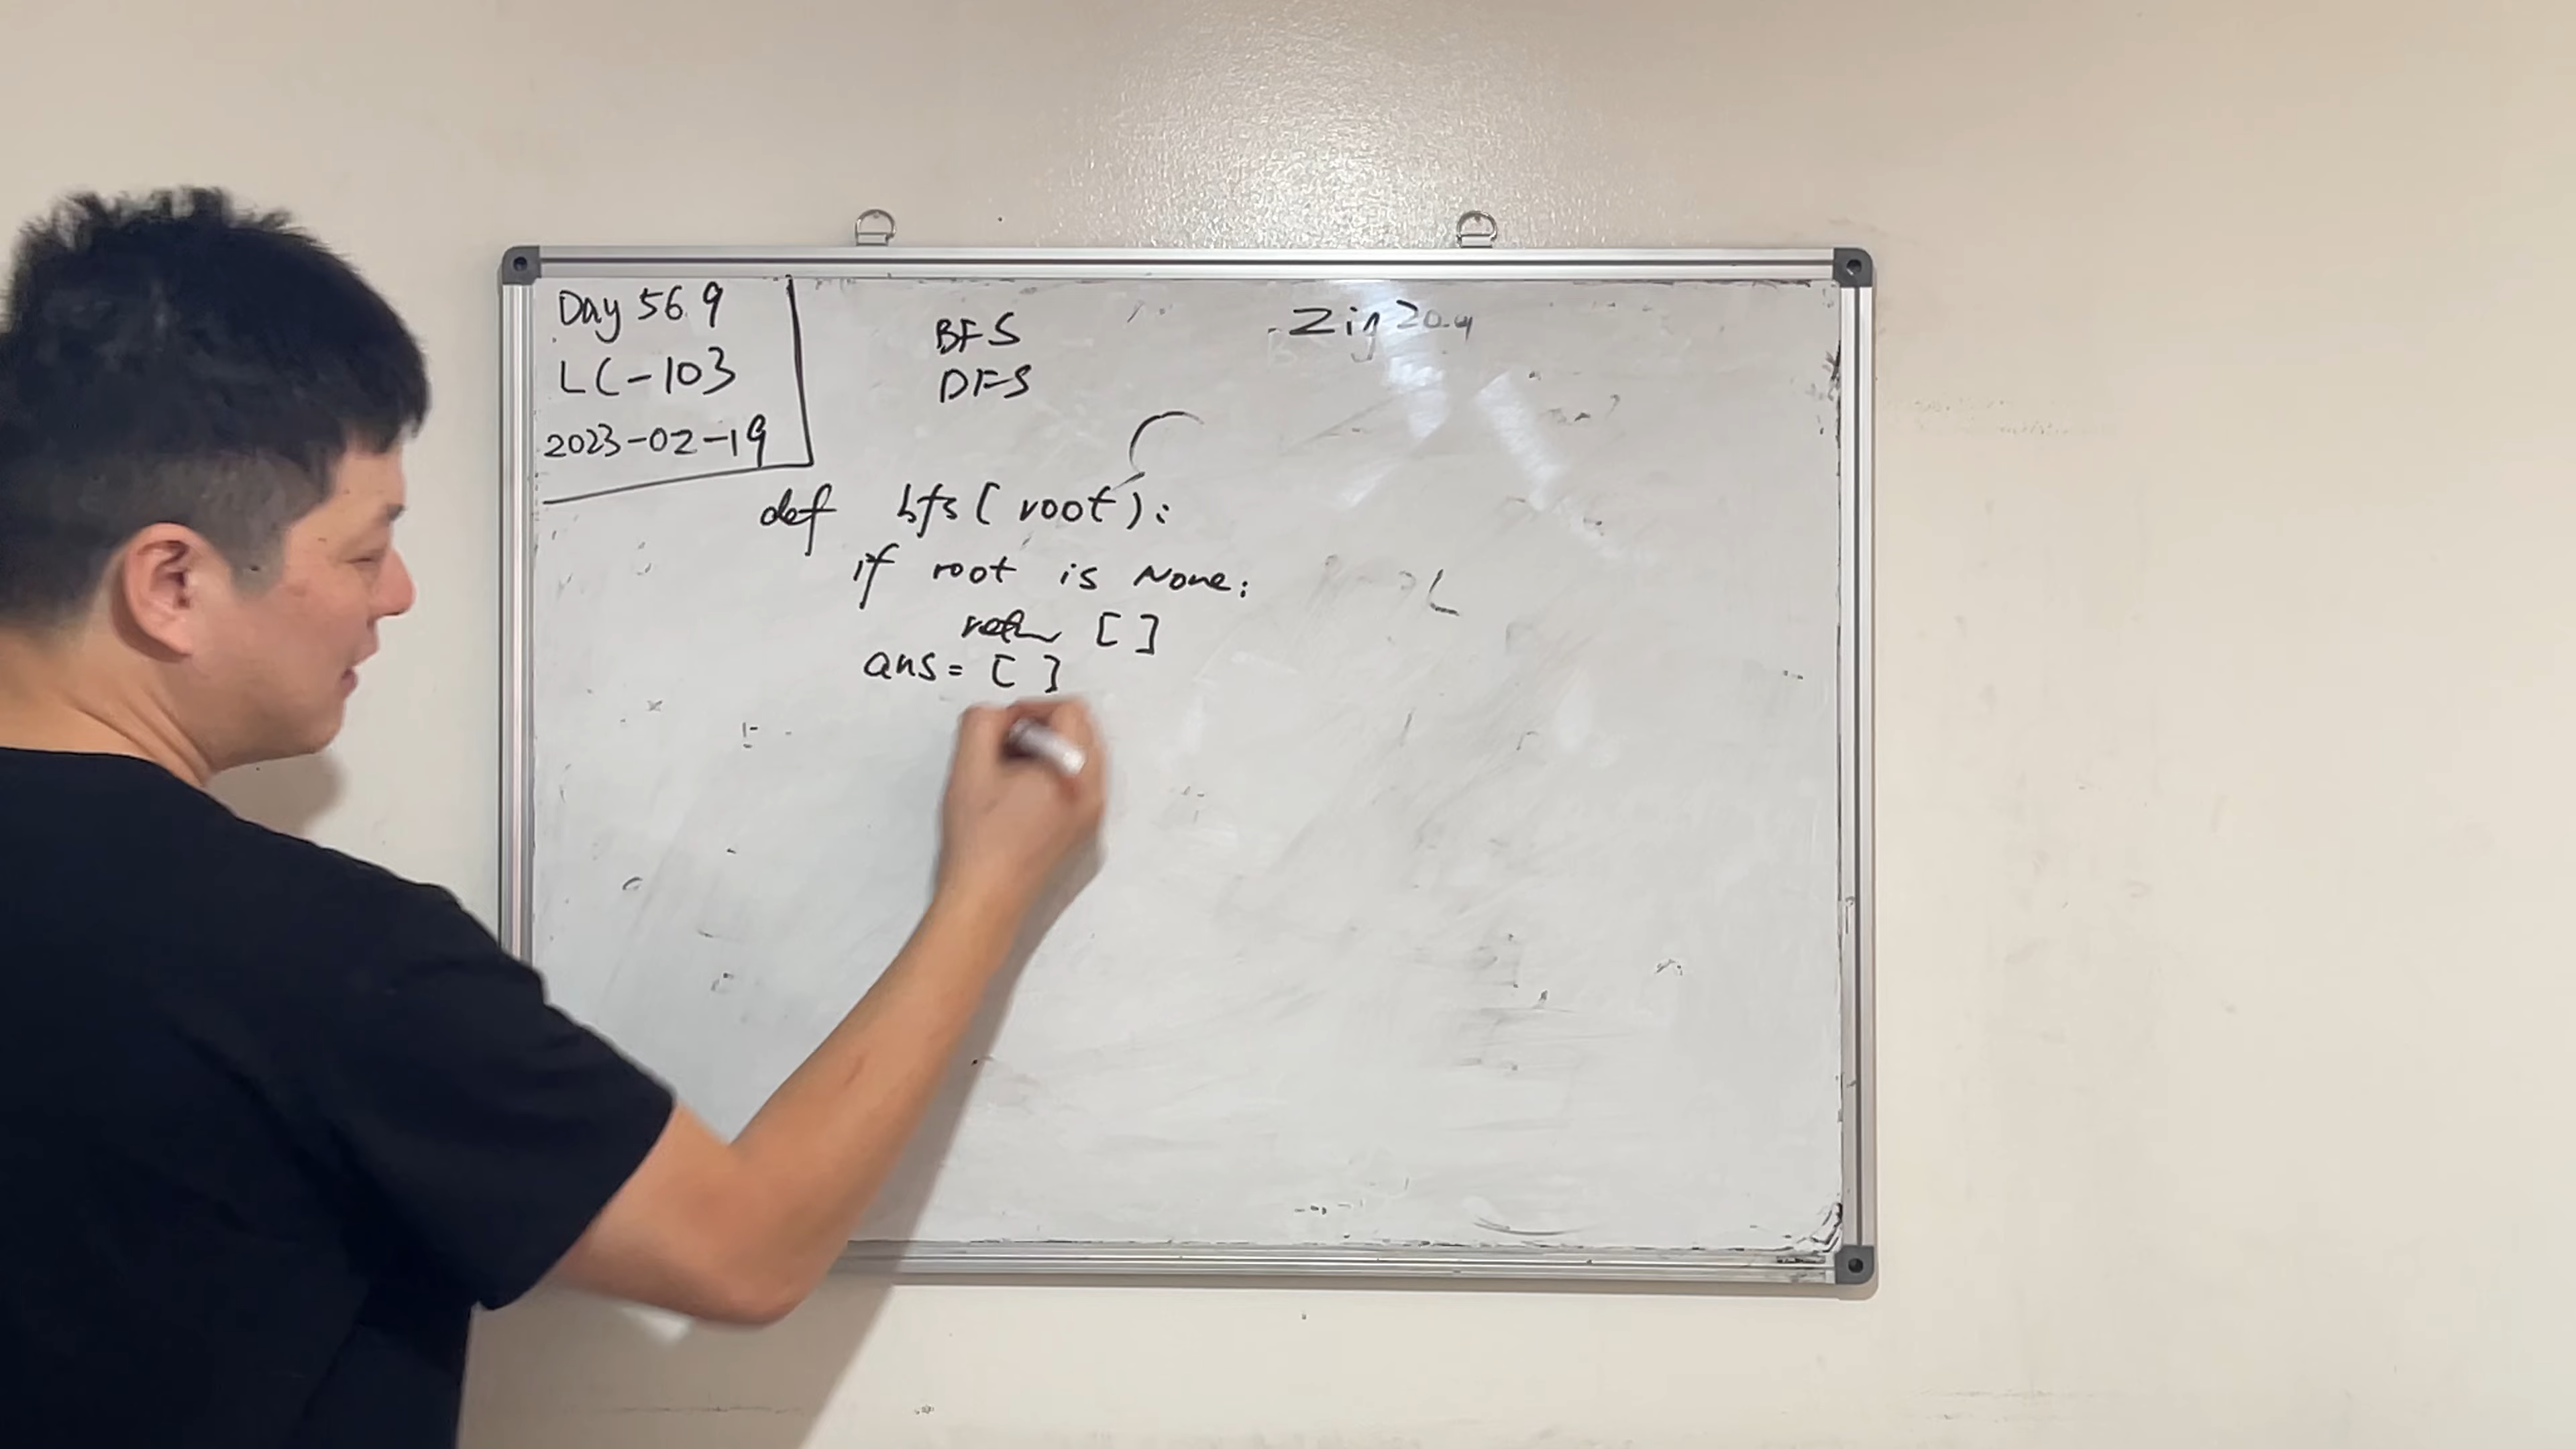 Day 569
LC-103
2023-02-19
BFS
DFS
Zig
def bfs(root):
if root is None:
return []
ans = []